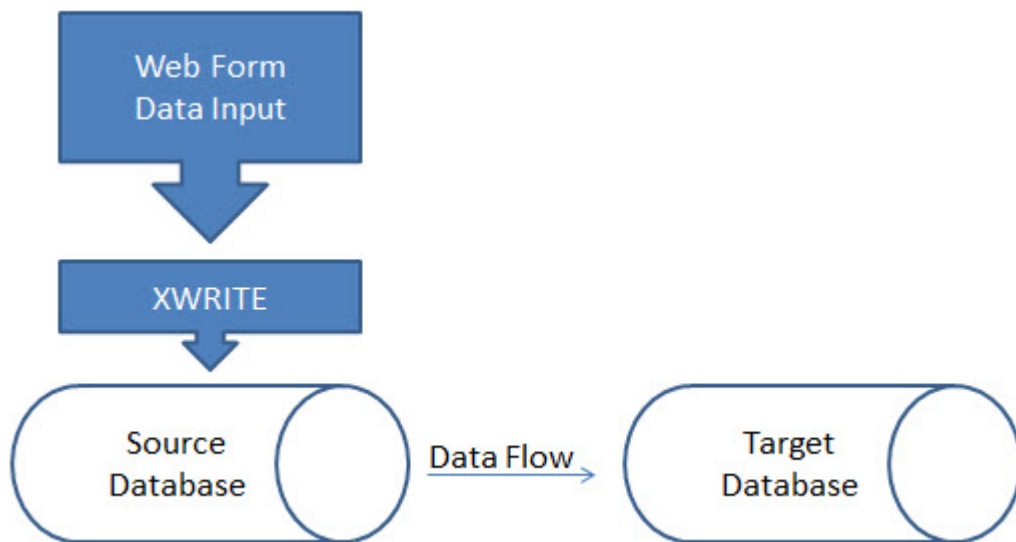 Web Form
Data Input
XWRITE
Source
Database
Data Flow
Target
Database